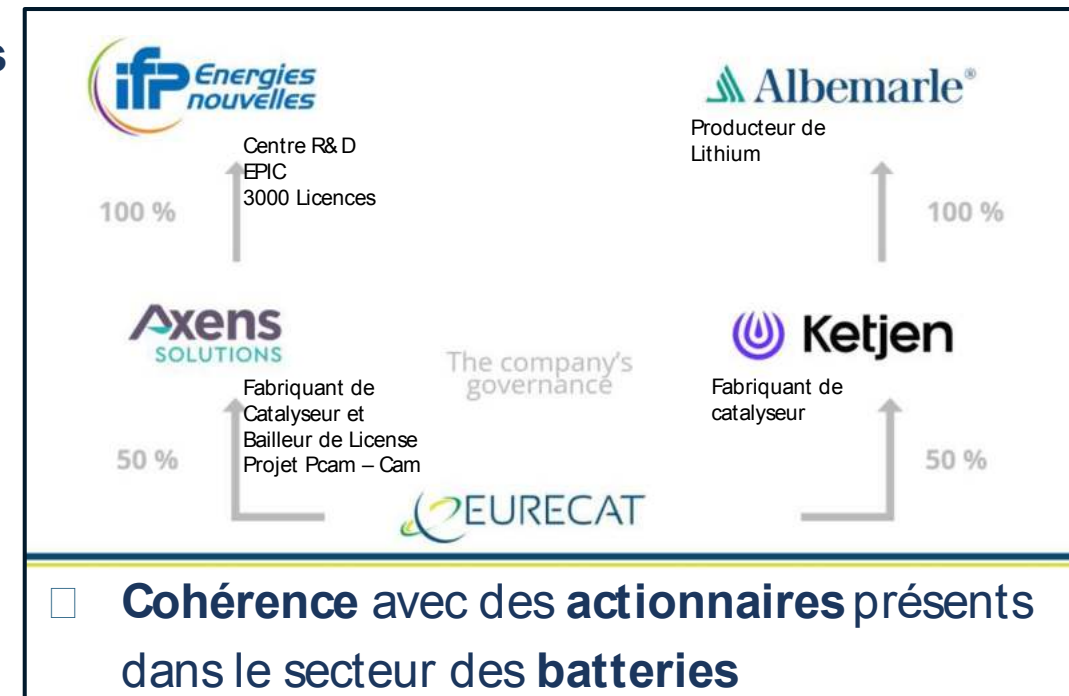 s
ifp Energies
nouvelles
Albemarle®
Centre R&D
EPIC
3000 Licences
Producteur de
Lithium
100 %
100 %
Axens
SOLUTIONS
Ketjen
The company's
governance
Fabriquant de
Catalyseur et
Bailleur de License
Projet Pcam – Cam
Fabriquant de
catalyseur
50 %
50 %
EURECAT
Cohérence avec des actionnaires présents
dans le secteur des batteries